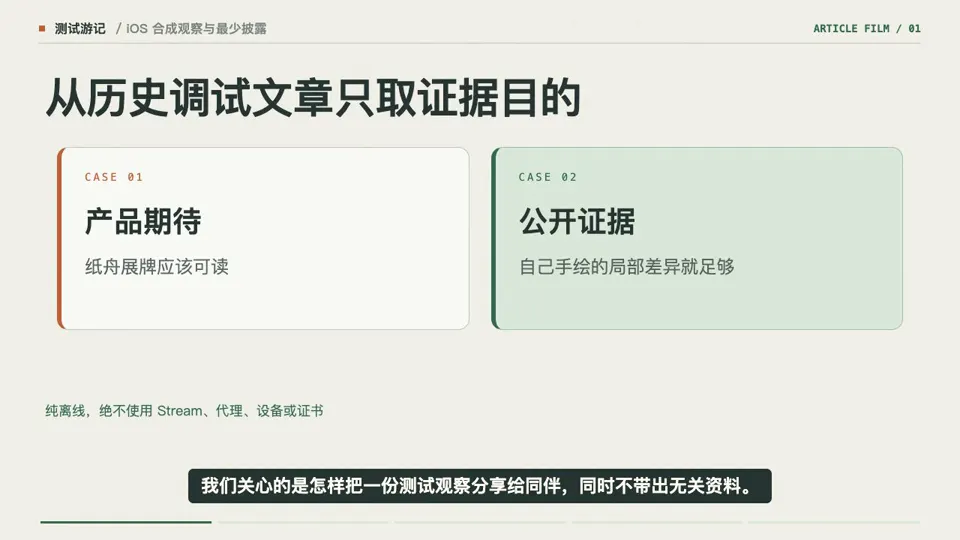 测试游记 / iOS 合成观察与最少披露
ARTICLE FILM / 01
从历史调试文章只取证据目的
CASE 01
产品期待
纸舟展牌应该可读
CASE 02
公开证据
自己手绘的局部差异就足够
纯离线，绝不使用 Stream、代理、设备或证书
我们关心的是怎样把一份测试观察分享给同伴，同时不带出无关资料。